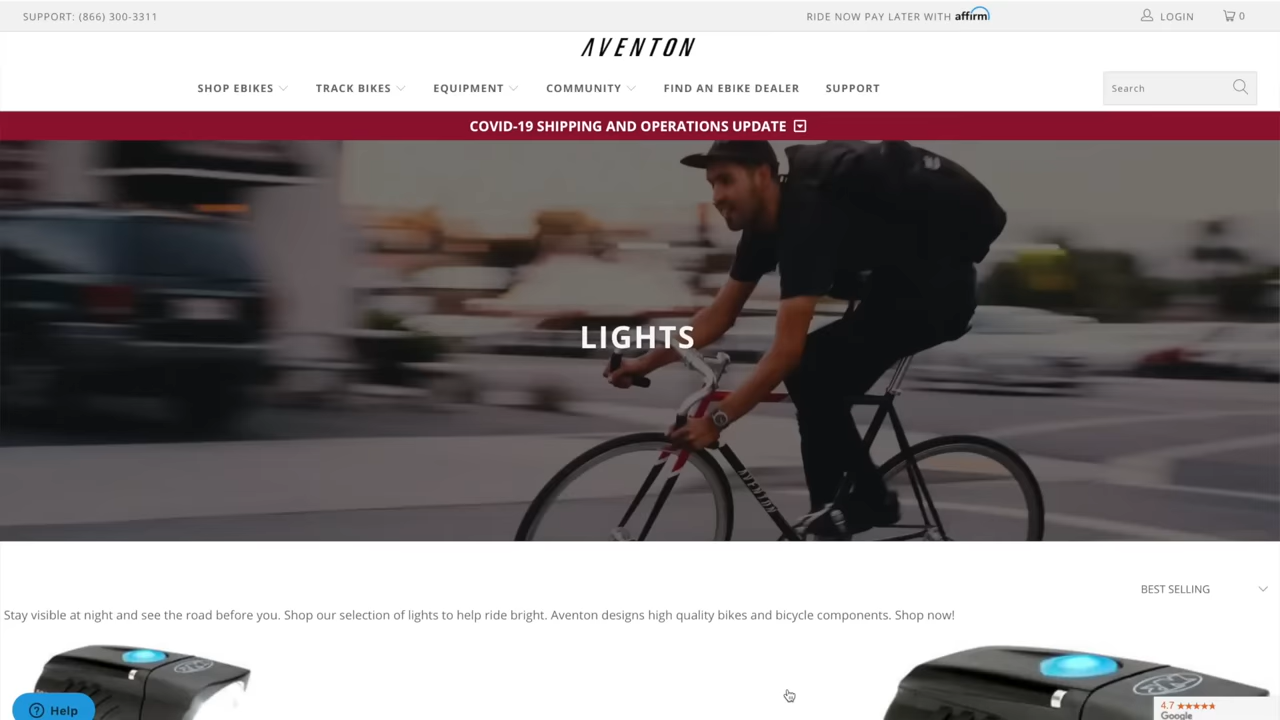 SUPPORT: (866) 300-3311
RIDE NOW PAY LATER WITH affirm
LOGIN
0
AVENTON
SHOP EBIKES
TRACK BIKES
EQUIPMENT
COMMUNITY
FIND AN EBIKE DEALER
SUPPORT
Search
COVID-19 SHIPPING AND OPERATIONS UPDATE
LIGHTS
AVENTON
BEST SELLING
Stay visible at night and see the road before you. Shop our selection of lights to help ride bright. Aventon designs high quality bikes and bicycle components. Shop now!
Help
4.7 ★★★★★
Google